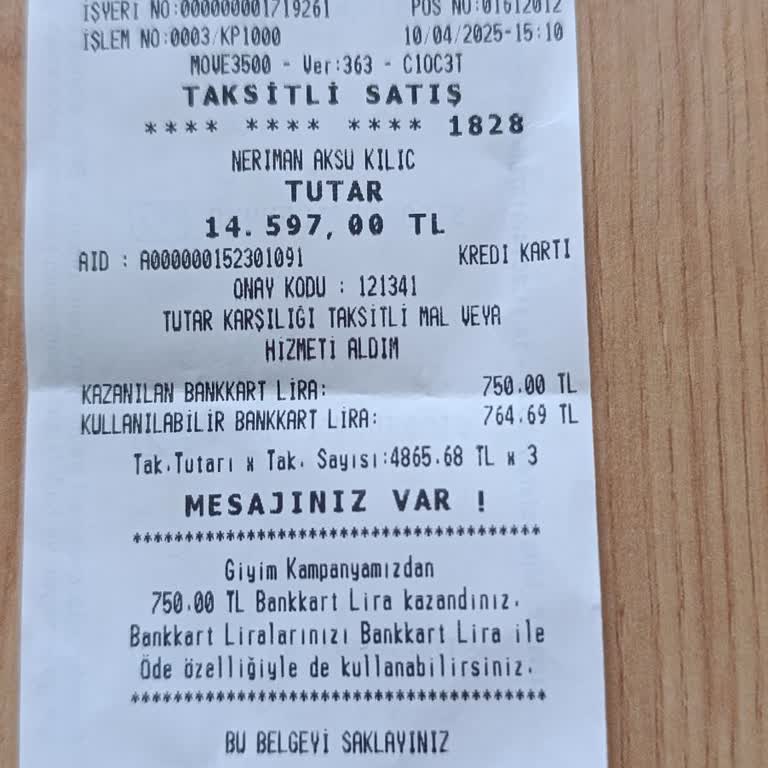 İŞYERİ NO:000000001719261 POS NO:01612012
İŞLEM NO:0003/KP1000 10/04/2025-15:10
MOVE3500 - Ver:363 - C10C3T
TAKSİTLİ SATIŞ
**** **** **** 1828
NERIMAN AKSU KILIC
TUTAR
14.597,00 TL
AID : A000000152301091 KREDİ KARTI
ONAY KODU : 121341
TUTAR KARŞILIĞI TAKSİTLİ MAL VEYA
HİZMETİ ALDIM
KAZANILAN BANKKART LİRA: 750.00 TL
KULLANILABİLİR BANKKART LİRA: 764.69 TL
Tak.Tutarı x Tak. Sayısı:4865.68 TL x 3
MESAJINIZ VAR !
***************************************
Giyim Kampanyamızdan
750.00 TL Bankkart Lira kazandınız.
Bankkart Liralarınızı Bankkart Lira ile
Öde özelliğiyle de kullanabilirsiniz.
***************************************
BU BELGEYİ SAKLAYINIZ